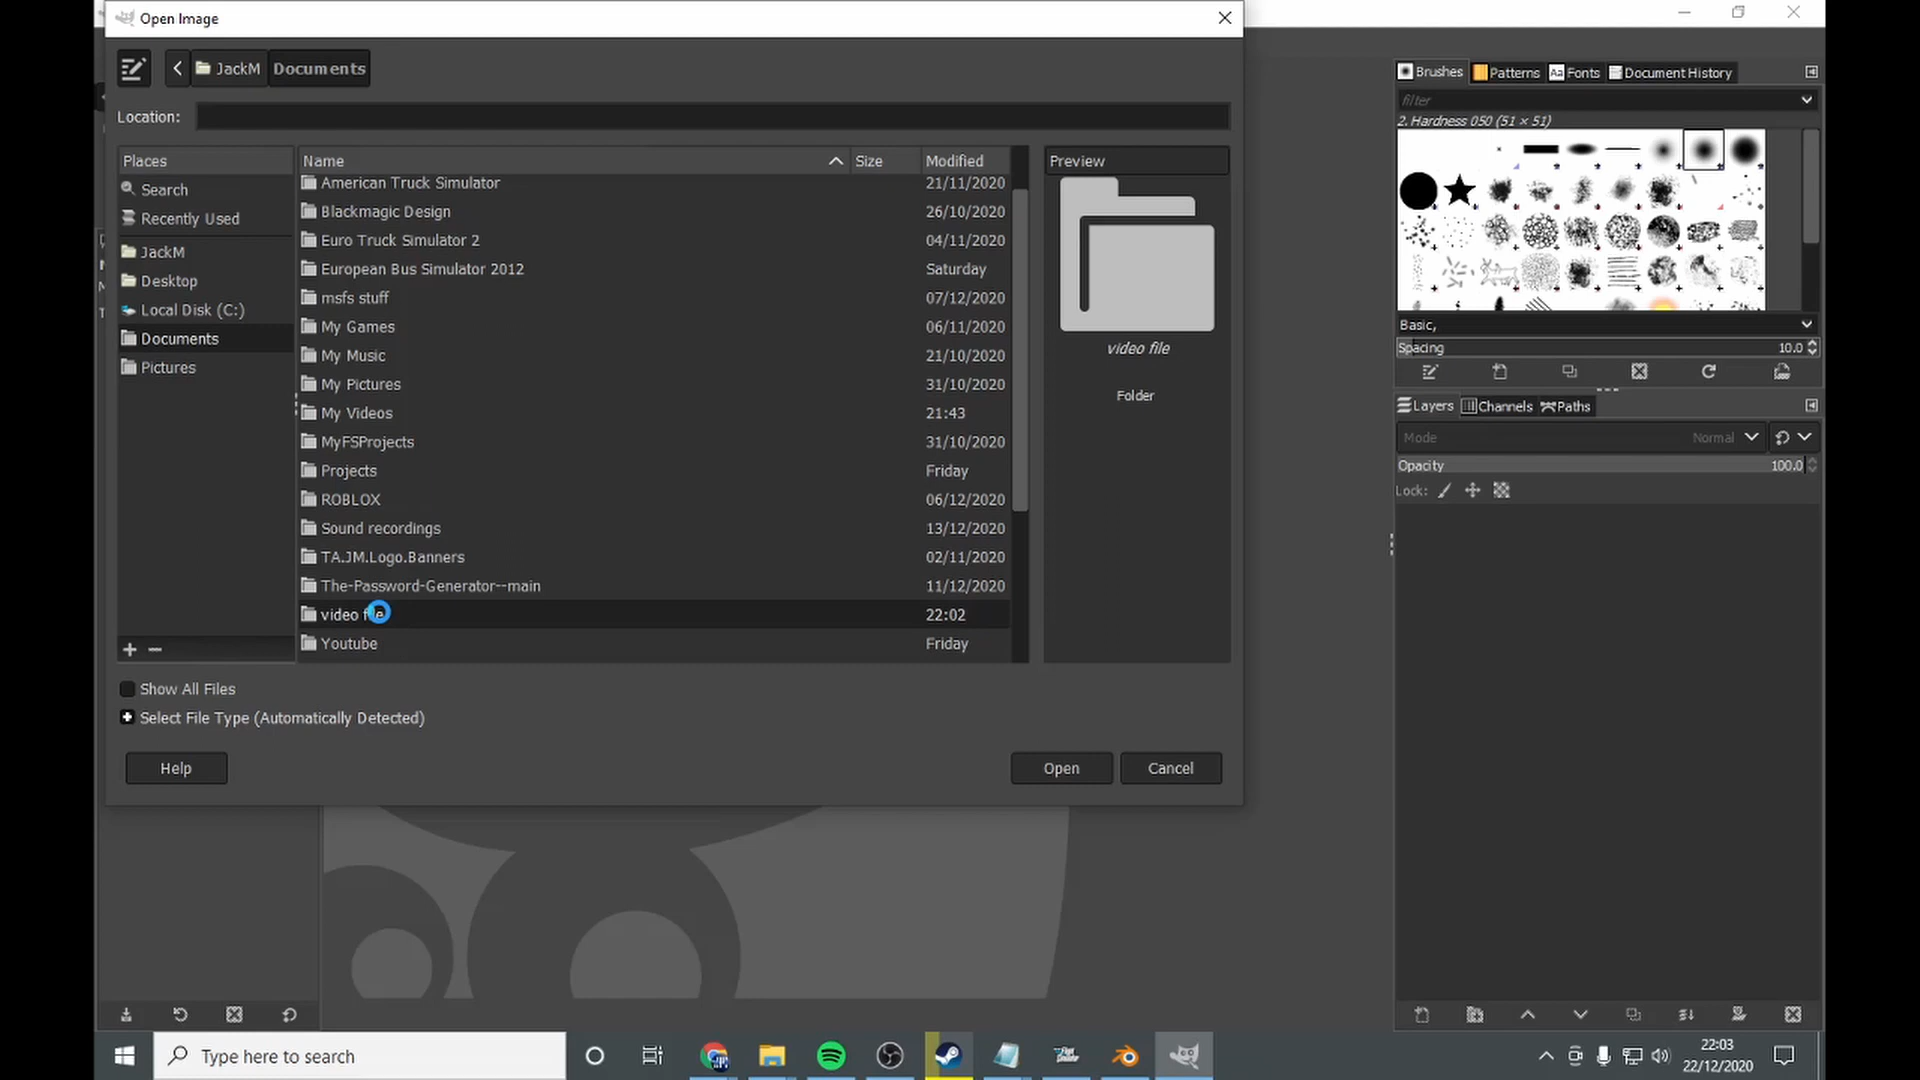 Open Image
JackM
Documents
Location:
Places
Search
Recently Used
JackM
Desktop
Local Disk (C:)
Documents
Pictures
Name Size Modified
American Truck Simulator 21/11/2020
Blackmagic Design 26/10/2020
Euro Truck Simulator 2 04/11/2020
European Bus Simulator 2012 Saturday
msfs stuff 07/12/2020
My Games 06/11/2020
My Music 21/10/2020
My Pictures 31/10/2020
My Videos 21:43
MyFSProjects 31/10/2020
Projects Friday
ROBLOX 06/12/2020
Sound recordings 13/12/2020
TA.JM.Logo.Banners 02/11/2020
The-Password-Generator--main 11/12/2020
video file 22:02
Youtube Friday
Preview
video file
Folder
Show All Files
Select File Type (Automatically Detected)
Help
Open
Cancel
Brushes Patterns Aa Fonts Document History
filter
2. Hardness 050 (51 × 51)
Basic,
Spacing 10.0
Layers Channels Paths
Mode Normal
Opacity 100.0
Lock:
Type here to search
22:03
22/12/2020